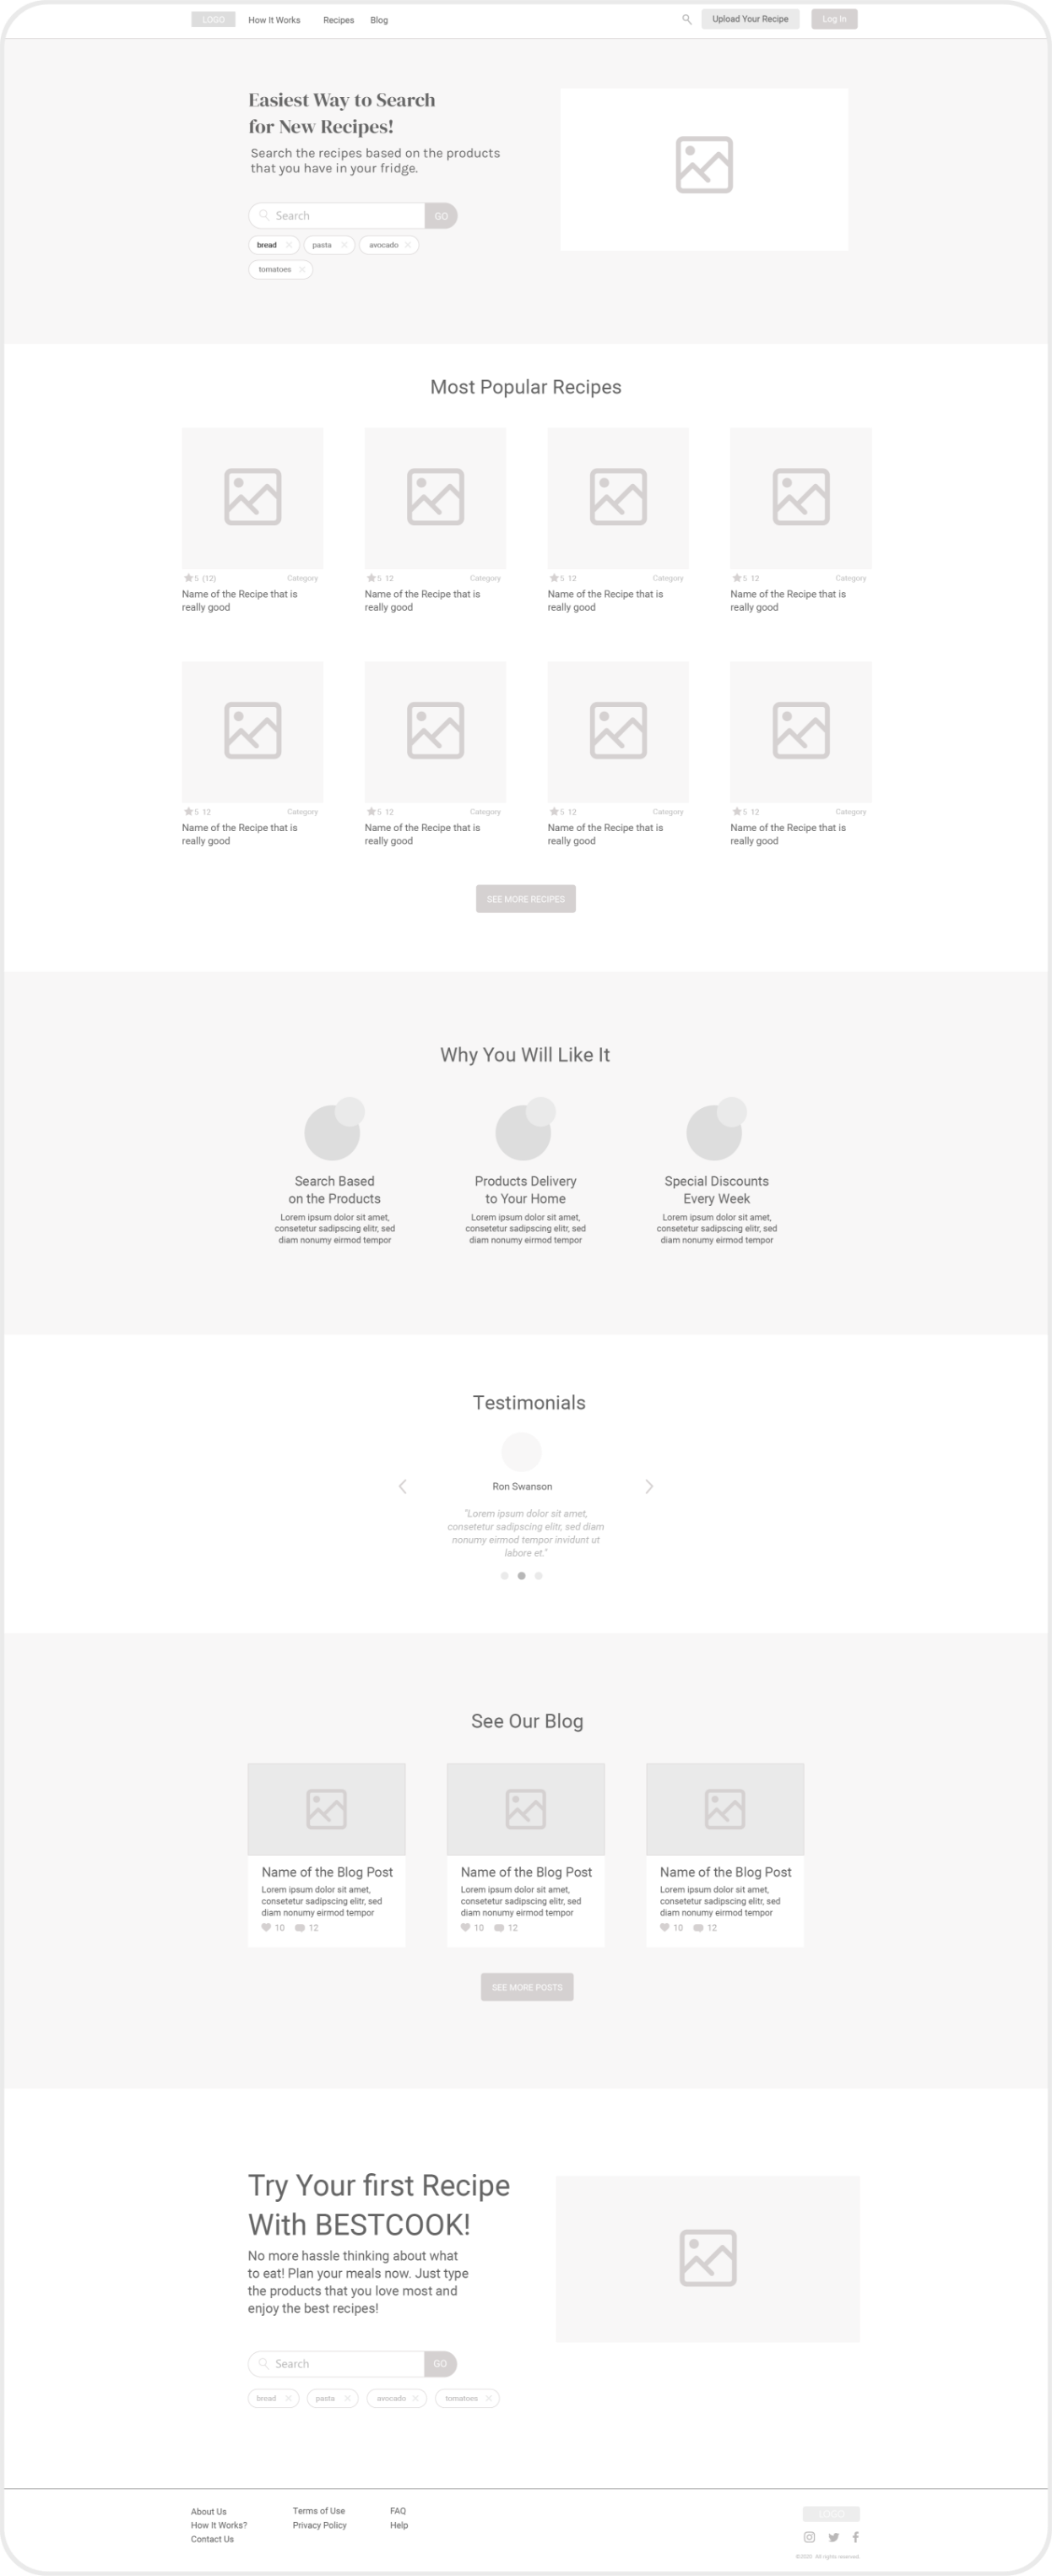 LOGO How It Works Recipes Blog Upload Your Recipe Log In
Easiest Way to Search
for New Recipes!
Search the recipes based on the products
that you have in your fridge.
Search GO
bread pasta avocado
tomatoes
Most Popular Recipes
5 (12) Category 5 12 Category 5 12 Category 5 12 Category
Name of the Recipe that is Name of the Recipe that is Name of the Recipe that is Name of the Recipe that is
really good really good really good really good
5 12 Category 5 12 Category 5 12 Category 5 12 Category
Name of the Recipe that is Name of the Recipe that is Name of the Recipe that is Name of the Recipe that is
really good really good really good really good
SEE MORE RECIPES
Why You Will Like It
Search Based
on the Products
Lorem ipsum dolor sit amet,
consetetur sadipscing elitr, sed
diam nonumy eirmod tempor
Products Delivery
to Your Home
Lorem ipsum dolor sit amet,
consetetur sadipscing elitr, sed
diam nonumy eirmod tempor
Special Discounts
Every Week
Lorem ipsum dolor sit amet,
consetetur sadipscing elitr, sed
diam nonumy eirmod tempor
Testimonials
Ron Swanson
"Lorem ipsum dolor sit amet,
consetetur sadipscing elitr, sed diam
nonumy eirmod tempor invidunt ut
labore et."
See Our Blog
Name of the Blog Post
Lorem ipsum dolor sit amet,
consetetur sadipscing elitr, sed
diam nonumy eirmod tempor
10 12
Name of the Blog Post
Lorem ipsum dolor sit amet,
consetetur sadipscing elitr, sed
diam nonumy eirmod tempor
10 12
Name of the Blog Post
Lorem ipsum dolor sit amet,
consetetur sadipscing elitr, sed
diam nonumy eirmod tempor
10 12
SEE MORE POSTS
Try Your first Recipe
With BESTCOOK!
No more hassle thinking about what
to eat! Plan your meals now. Just type
the products that you love most and
enjoy the best recipes!
Search GO
bread pasta avocado tomatoes
About Us
How It Works?
Contact Us
Terms of Use
Privacy Policy
FAQ
Help
LOGO
©2020 All rights reserved.